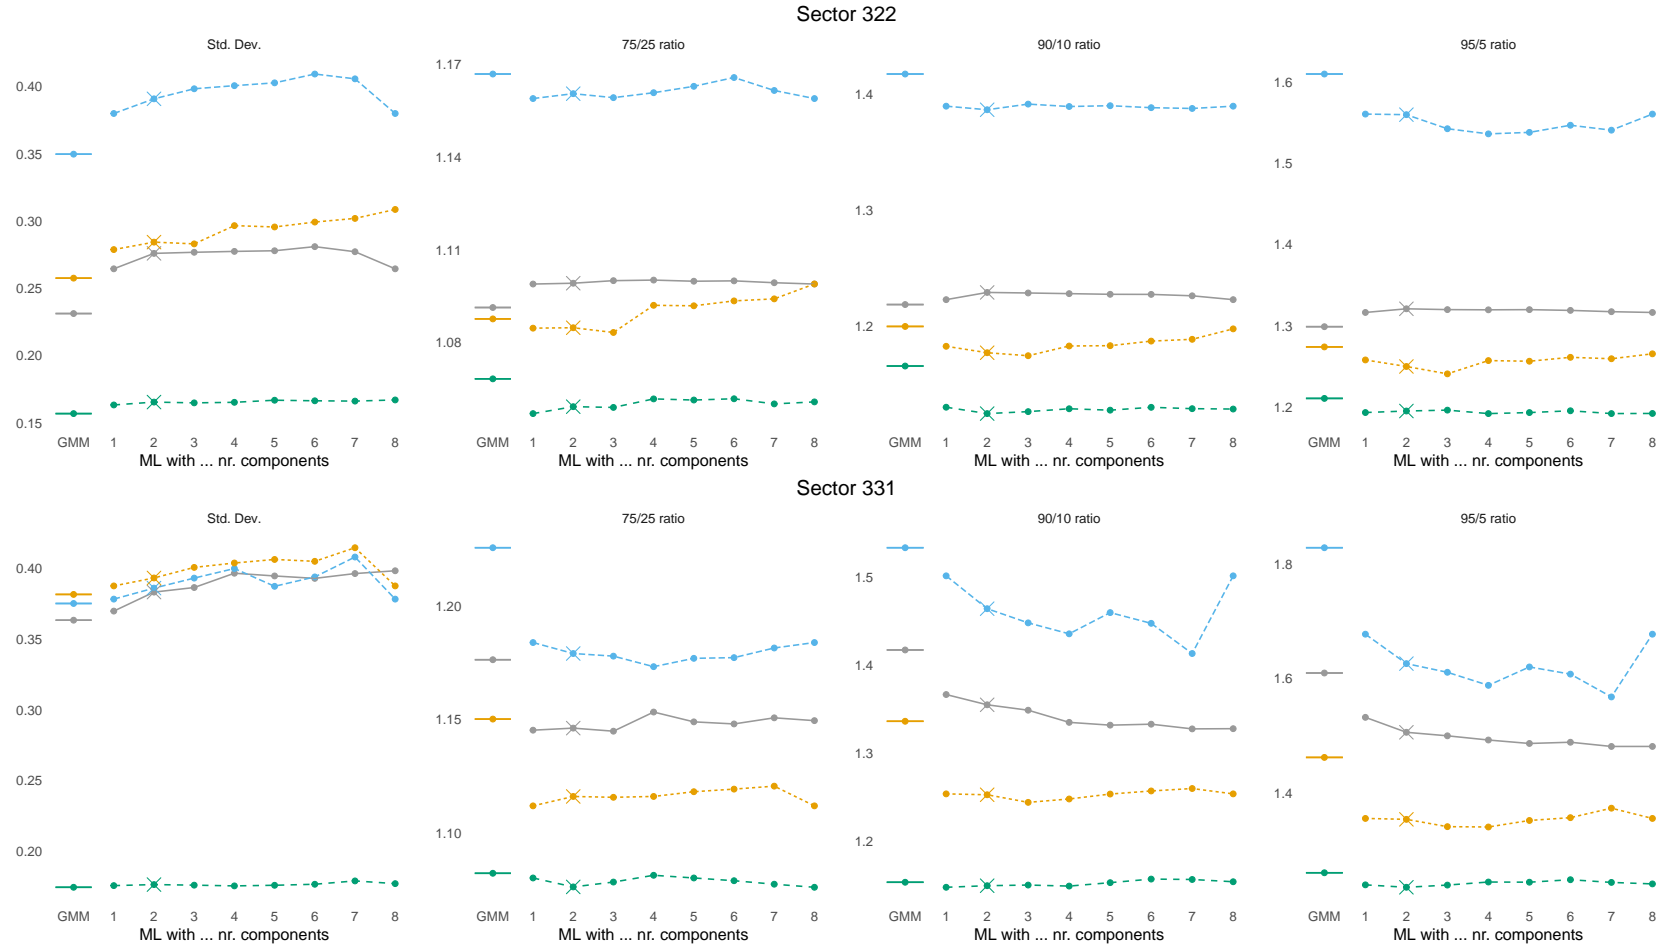 Sector 322
Std. Dev.
75/25 ratio
90/10 ratio
95/5 ratio
0.40
0.35
0.30
0.25
0.20
0.15
1.17
1.14
1.11
1.08
1.4
1.3
1.2
1.6
1.5
1.4
1.3
1.2
GMM 1 2 3 4 5 6 7 8
GMM 1 2 3 4 5 6 7 8
GMM 1 2 3 4 5 6 7 8
GMM 1 2 3 4 5 6 7 8
ML with ... nr. components
ML with ... nr. components
ML with ... nr. components
ML with ... nr. components
Sector 331
Std. Dev.
75/25 ratio
90/10 ratio
95/5 ratio
0.40
0.35
0.30
0.25
0.20
1.20
1.15
1.10
1.5
1.4
1.3
1.2
1.8
1.6
1.4
GMM 1 2 3 4 5 6 7 8
GMM 1 2 3 4 5 6 7 8
GMM 1 2 3 4 5 6 7 8
GMM 1 2 3 4 5 6 7 8
ML with ... nr. components
ML with ... nr. components
ML with ... nr. components
ML with ... nr. components